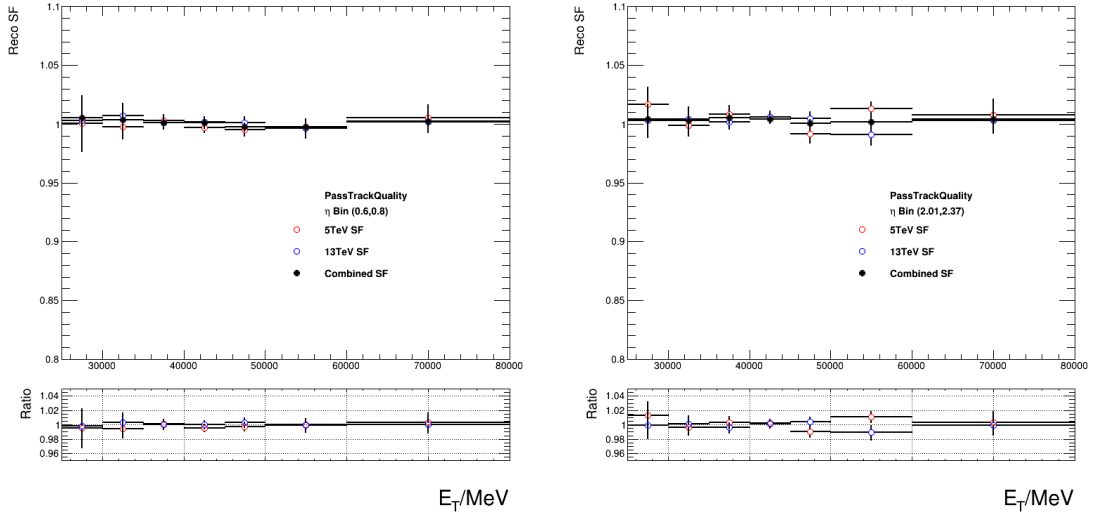 Reco SF
1.1
1.05
1
0.95
0.9
0.85
0.8
PassTrackQuality
η Bin (0.6,0.8)
5TeV SF
13TeV SF
Combined SF
30000 40000 50000 60000 70000 80000
Ratio
1.04
1.02
1
0.98
0.96
E_T/MeV
Reco SF
1.1
1.05
1
0.95
0.9
0.85
0.8
PassTrackQuality
η Bin (2.01,2.37)
5TeV SF
13TeV SF
Combined SF
30000 40000 50000 60000 70000 80000
Ratio
1.04
1.02
1
0.98
0.96
E_T/MeV